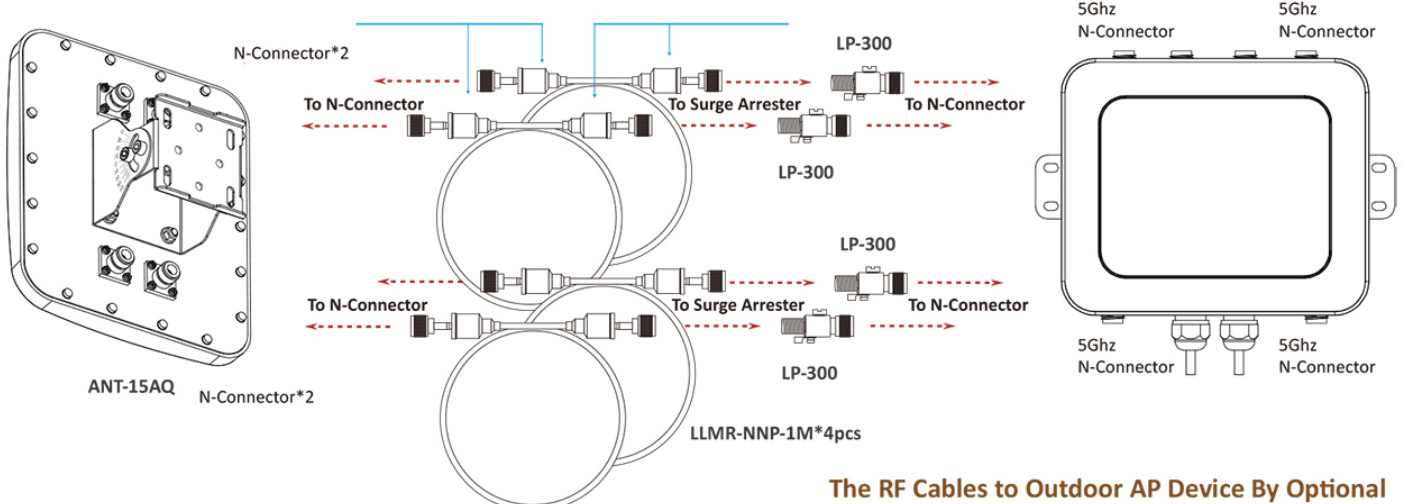 5Ghz
N-Connector
5Ghz
N-Connector
N-Connector*2
LP-300
To N-Connector
To Surge Arrester
To N-Connector
LP-300
LP-300
To N-Connector
To Surge Arrester
To N-Connector
5Ghz
N-Connector
5Ghz
N-Connector
LP-300
ANT-15AQ
N-Connector*2
LLMR-NNP-1M*4pcs
The RF Cables to Outdoor AP Device By Optional